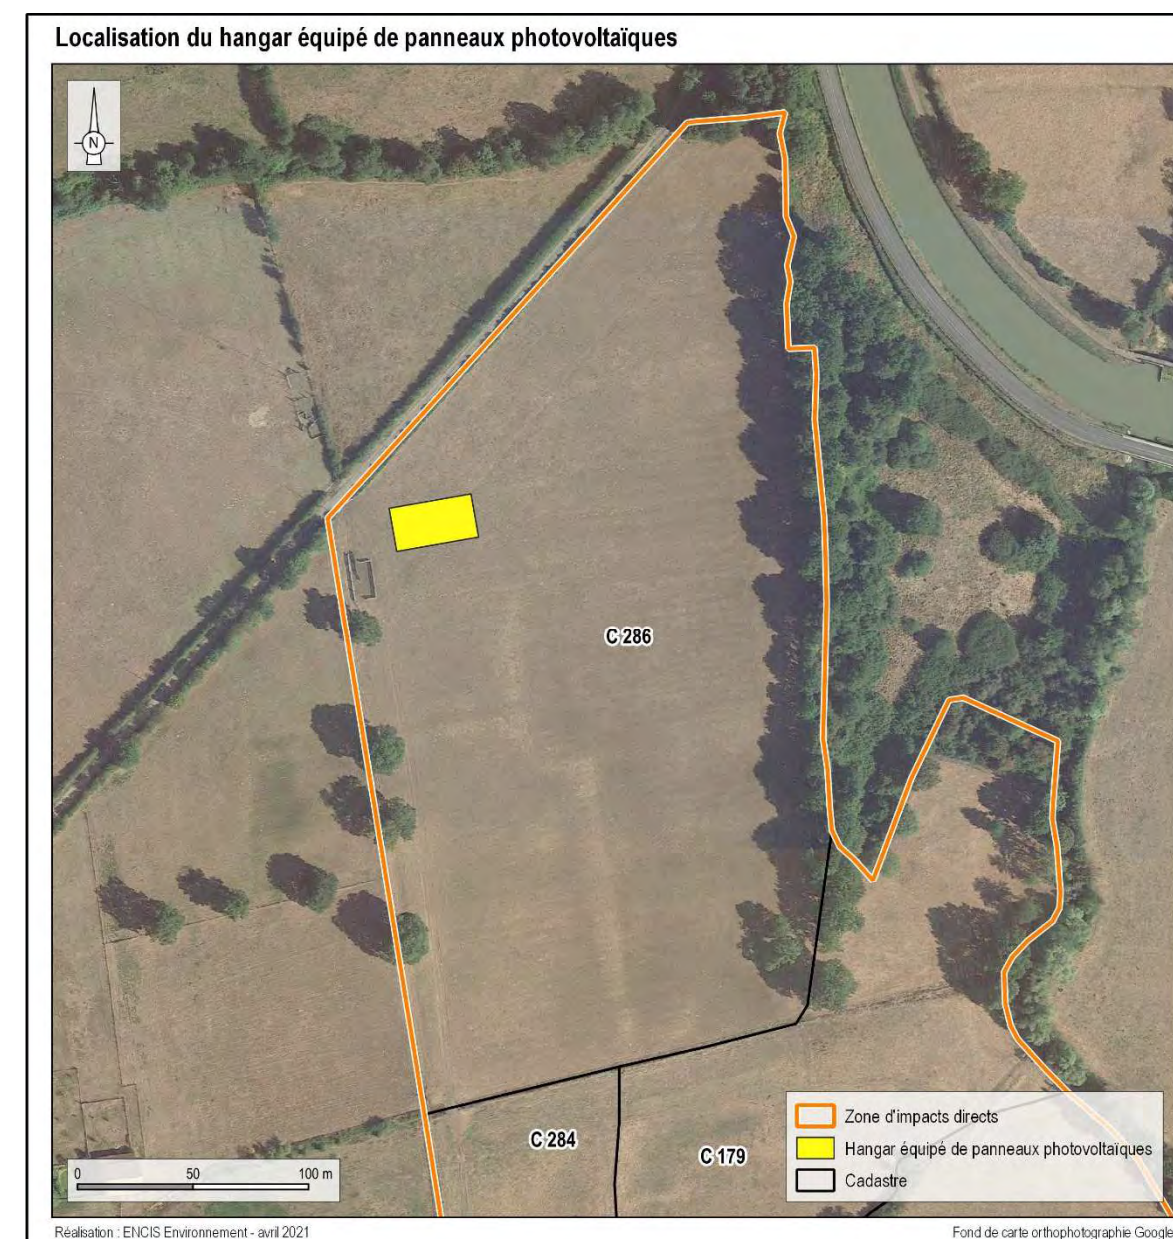 Localisation du hangar équipé de panneaux photovoltaïques
N
C 286
C 284
C 179
Zone d'impacts directs
Hangar équipé de panneaux photovoltaïques
Cadastre
0 50 100 m
Réalisation : ENCIS Environnement - avril 2021
Fond de carte orthophotographie Google